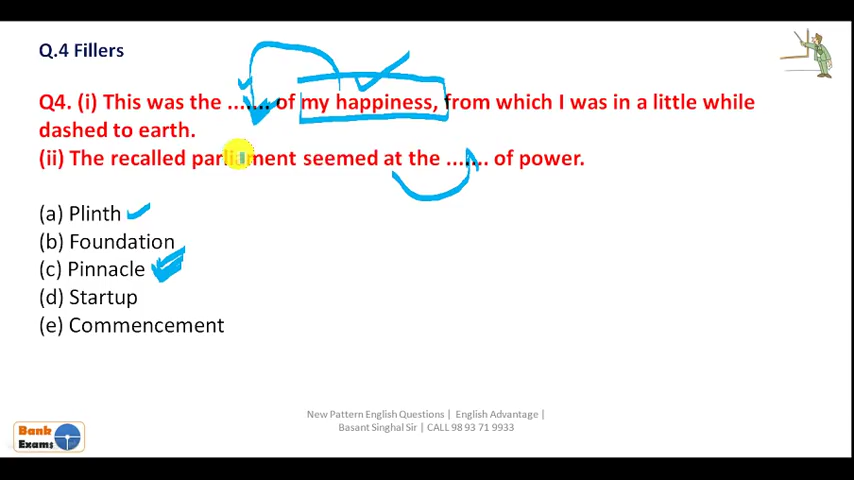 Q.4 Fillers
Q4. (i) This was the ....... of my happiness, from which I was in a little while
dashed to earth.
(ii) The recalled parliament seemed at the ....... of power.
(a) Plinth
(b) Foundation
(c) Pinnacle
(d) Startup
(e) Commencement
New Pattern English Questions | English Advantage |
Basant Singhal Sir | CALL 98 93 71 9933
Bank
Exams